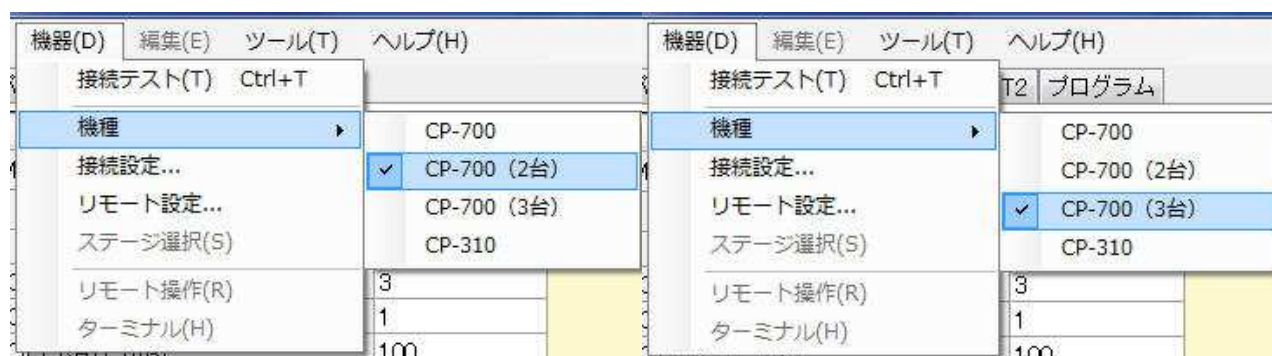 機器(D) 編集(E) ツール(T) ヘルプ(H)
接続テスト(T) Ctrl+T
機種
CP-700
接続設定...
CP-700（2台）
リモート設定...
CP-700（3台）
ステージ選択(S)
CP-310
リモート操作(R)
3
ターミナル(H)
1
100
機器(D) 編集(E) ツール(T) ヘルプ(H)
接続テスト(T) Ctrl+T
T2 プログラム
機種
CP-700
接続設定...
CP-700（2台）
リモート設定...
CP-700（3台）
ステージ選択(S)
CP-310
リモート操作(R)
3
ターミナル(H)
1
100